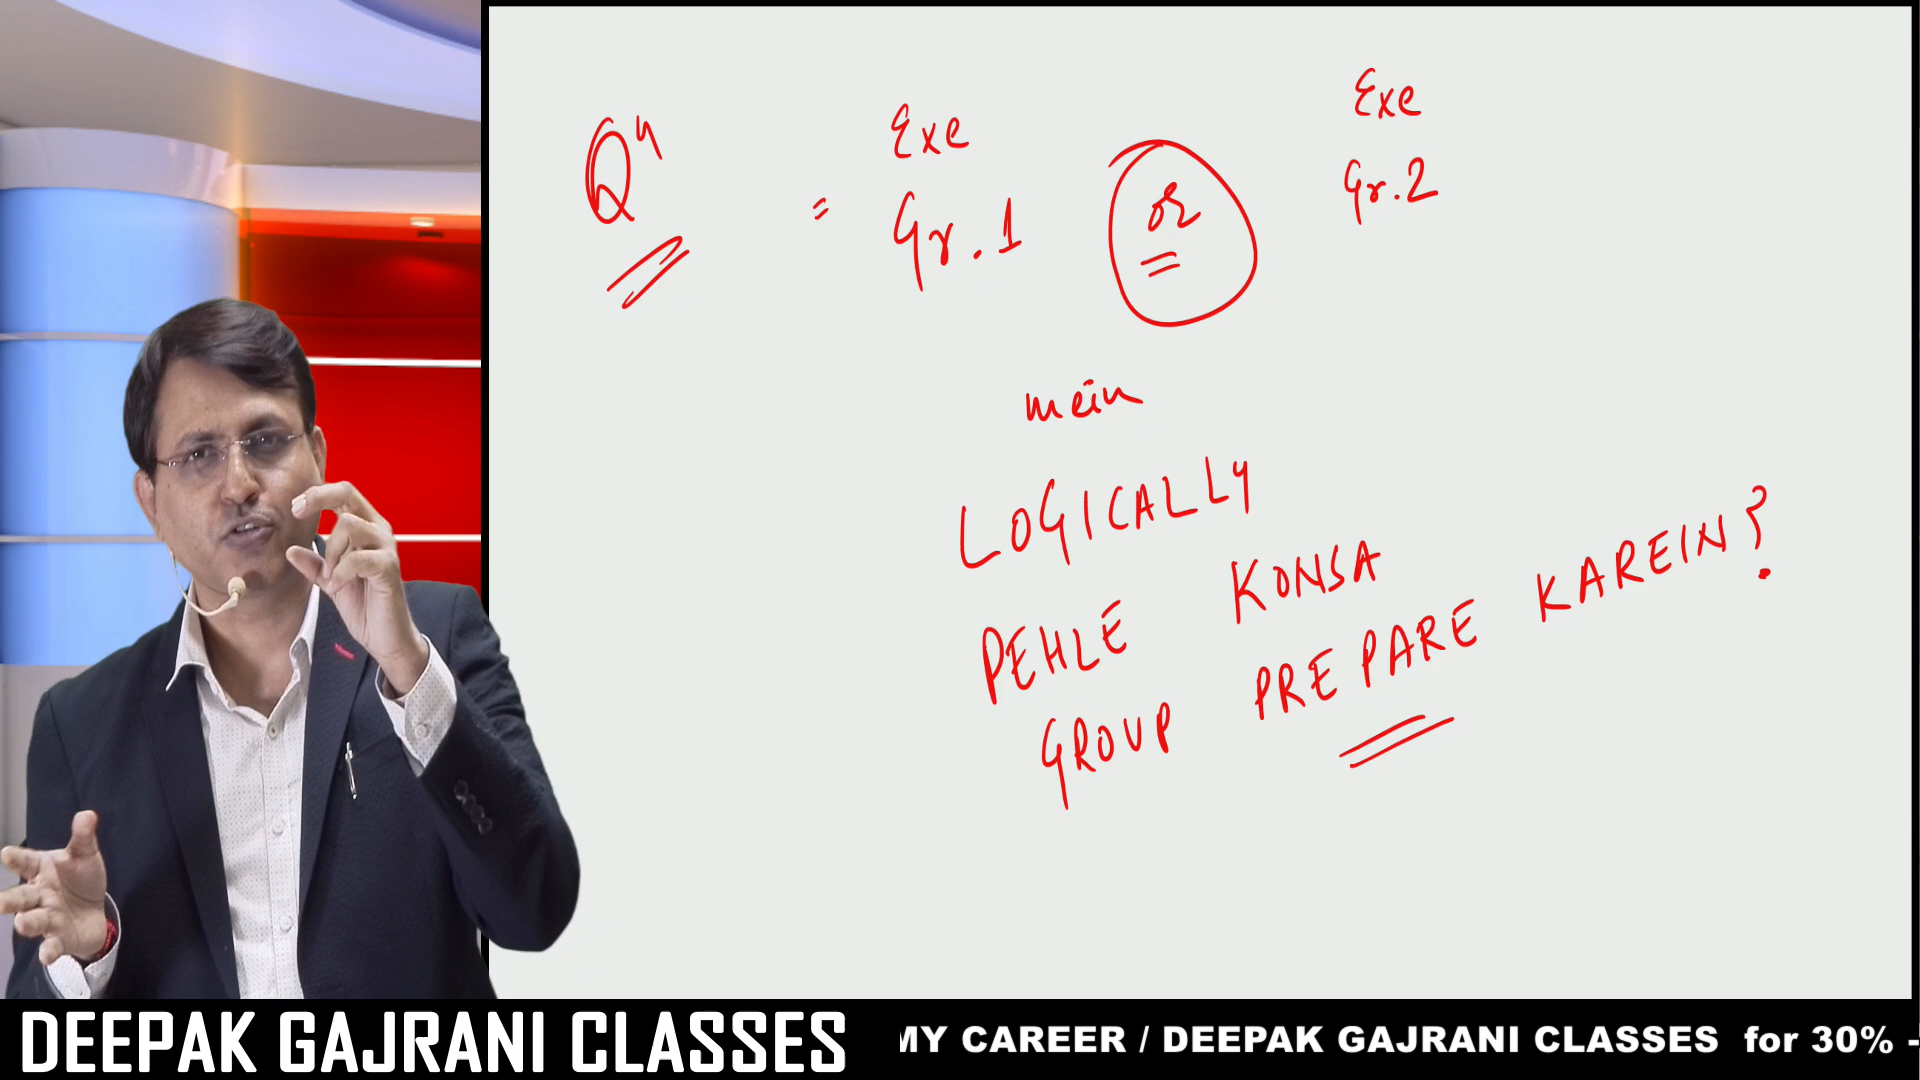 Qn
= Exe Gr.1 or Exe Gr.2
mein
LOGICALLY
PEHLE KONSA
GROUP PREPARE KAREIN?
DEEPAK GAJRANI CLASSES
MY CAREER / DEEPAK GAJRANI CLASSES for 30% -